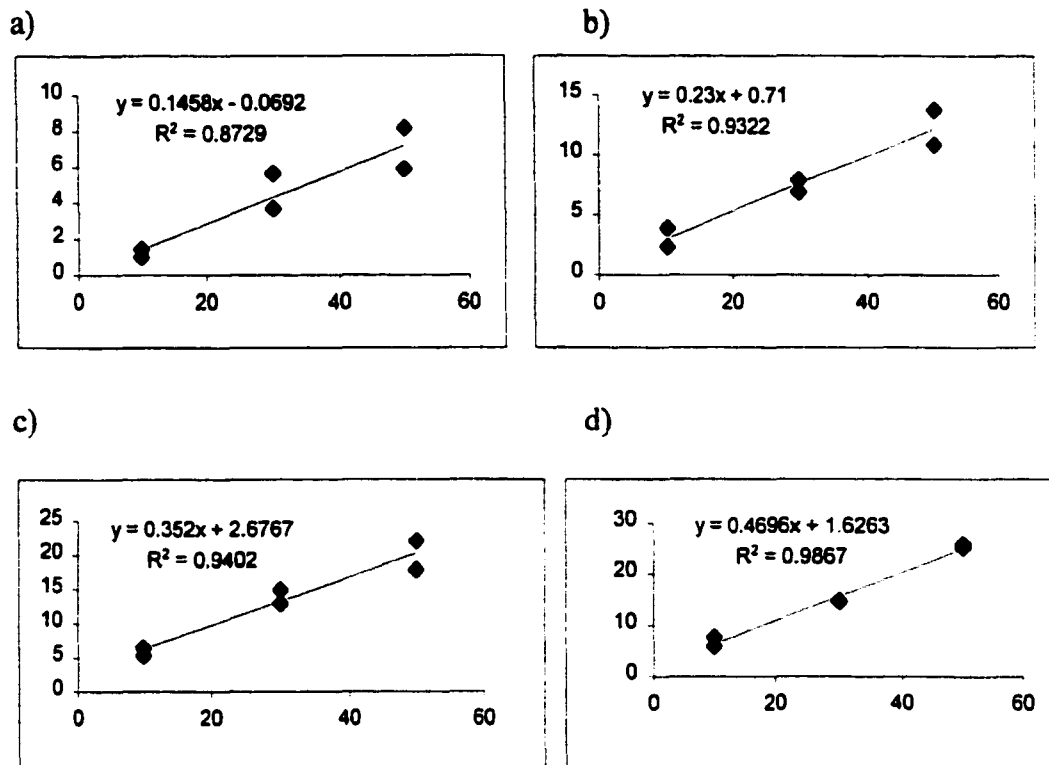 a)
10
8
6
4
2
0
0 20 40 60
y = 0.1458x - 0.0692
R² = 0.8729
b)
15
10
5
0
0 20 40 60
y = 0.23x + 0.71
R² = 0.9322
c)
25
20
15
10
5
0
0 20 40 60
y = 0.352x + 2.6767
R² = 0.9402
d)
30
20
10
0
0 20 40 60
y = 0.4696x + 1.6263
R² = 0.9867